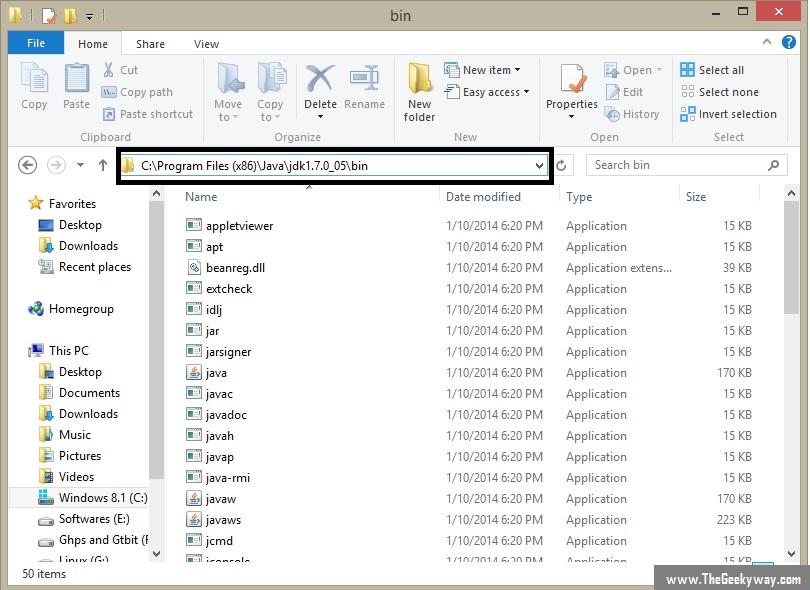 bin
File Home Share View
Copy
Paste
Cut
Copy path
Paste shortcut
Clipboard
Move to
Copy to
Delete
Rename
Organize
New folder
New item
Easy access
New
Properties
Open
Edit
History
Open
Select all
Select none
Invert selection
Select
C:\Program Files (x86)\Java\jdk1.7.0_05\bin
Search bin
Favorites
Desktop
Downloads
Recent places
Homegroup
This PC
Desktop
Documents
Downloads
Music
Pictures
Videos
Windows 8.1 (C:)
Softwares (E:)
Ghps and Gtbit (F
Linux (G:)
Name Date modified Type Size
appletviewer 1/10/2014 6:20 PM Application 15 KB
apt 1/10/2014 6:20 PM Application 15 KB
beanreg.dll 1/10/2014 6:20 PM Application extens... 39 KB
extcheck 1/10/2014 6:20 PM Application 15 KB
idlj 1/10/2014 6:20 PM Application 15 KB
jar 1/10/2014 6:20 PM Application 15 KB
jarsigner 1/10/2014 6:20 PM Application 15 KB
java 1/10/2014 6:20 PM Application 170 KB
javac 1/10/2014 6:20 PM Application 15 KB
javadoc 1/10/2014 6:20 PM Application 15 KB
javah 1/10/2014 6:20 PM Application 15 KB
javap 1/10/2014 6:20 PM Application 15 KB
java-rmi 1/10/2014 6:20 PM Application 15 KB
javaw 1/10/2014 6:20 PM Application 170 KB
javaws 1/10/2014 6:20 PM Application 223 KB
jcmd 1/10/2014 6:20 PM Application 15 KB
jconsole 1/10/2014 6:20 PM Application 15 KB
50 items
www.TheGeekyway.com